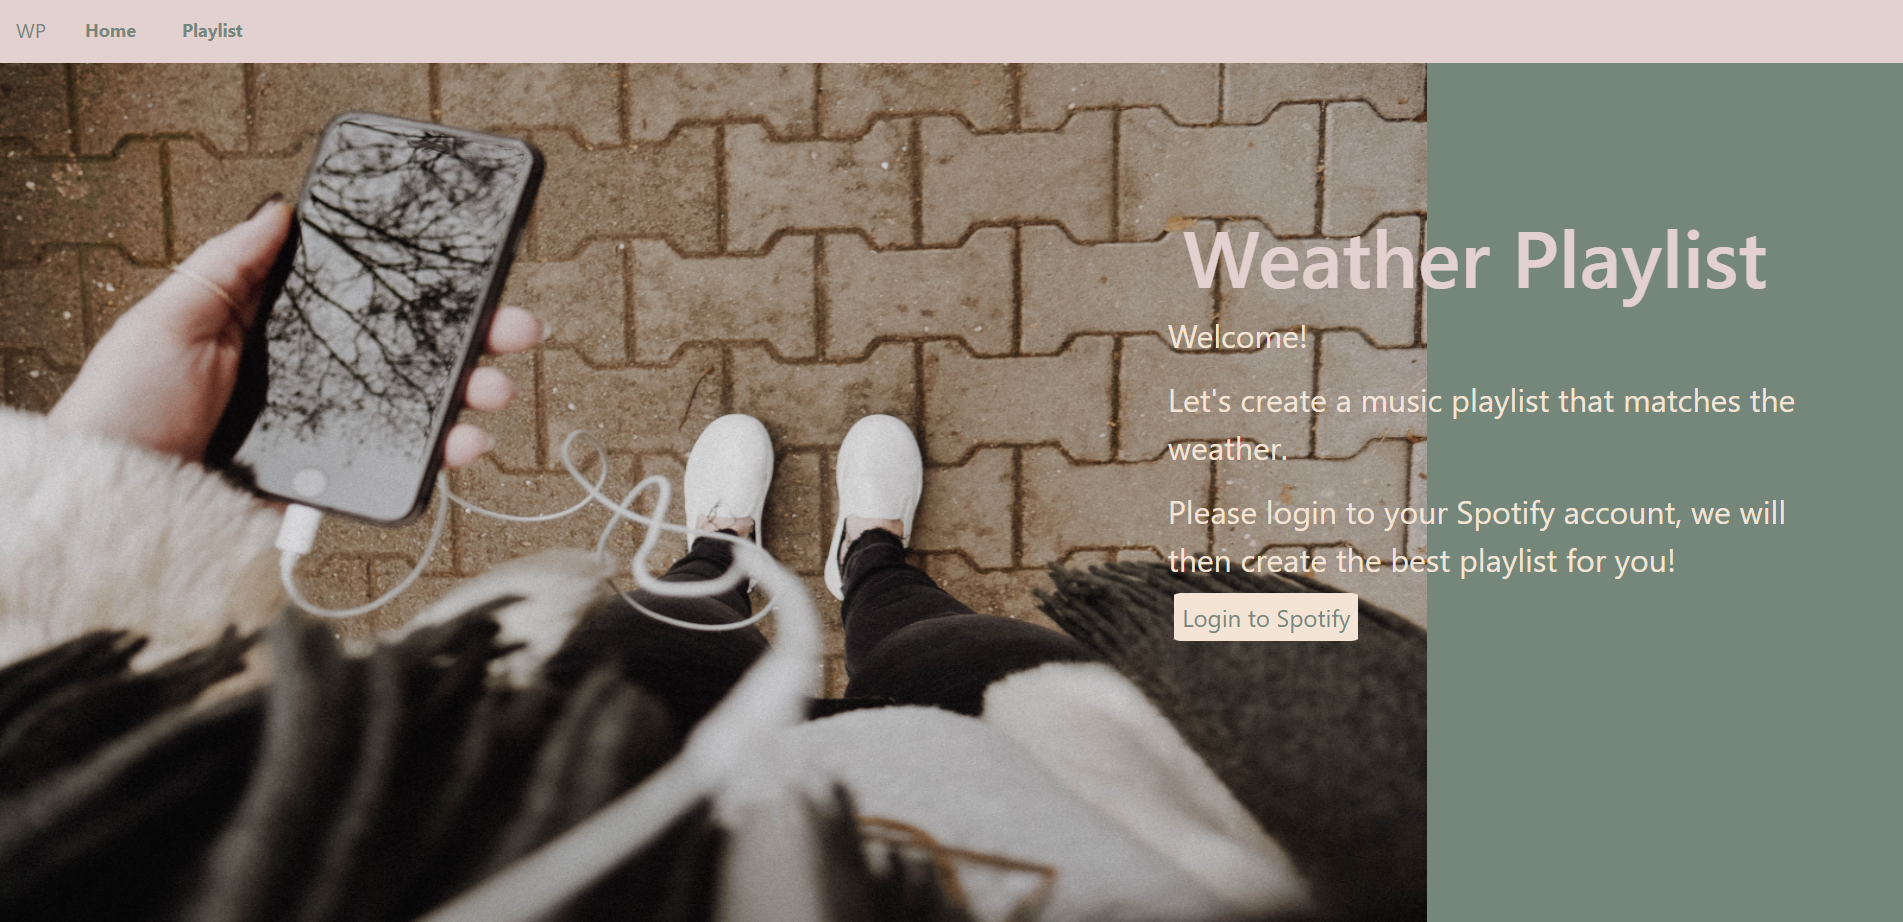 WP Home Playlist
Weather Playlist
Welcome!
Let's create a music playlist that matches the
weather.
Please login to your Spotify account, we will
then create the best playlist for you!
Login to Spotify